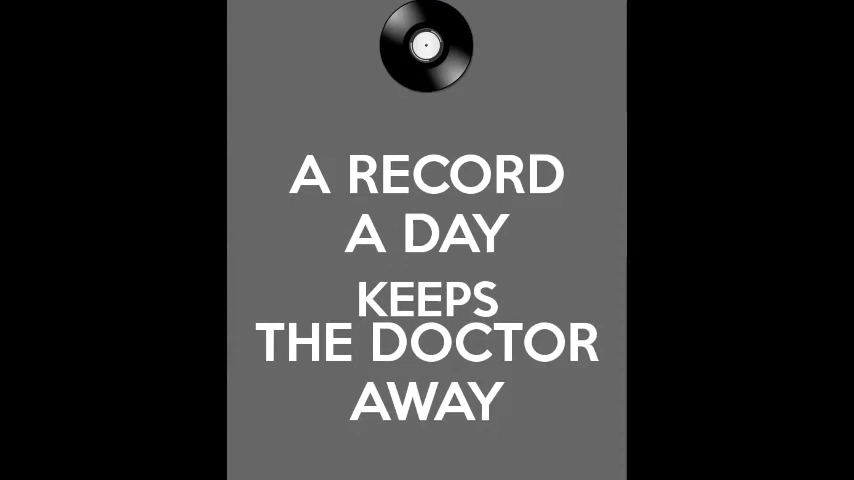 A RECORD
A DAY
KEEPS
THE DOCTOR
AWAY